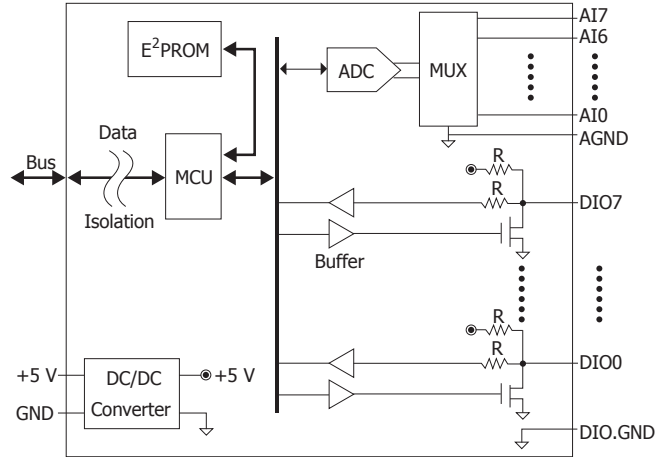 AI7
E²PROM
AI6
ADC
MUX
AI0
AGND
Data
Bus
MCU
Isolation
R
R
DIO7
Buffer
R
R
DIO0
+5 V
DC/DC
Converter
+5 V
GND
DIO.GND